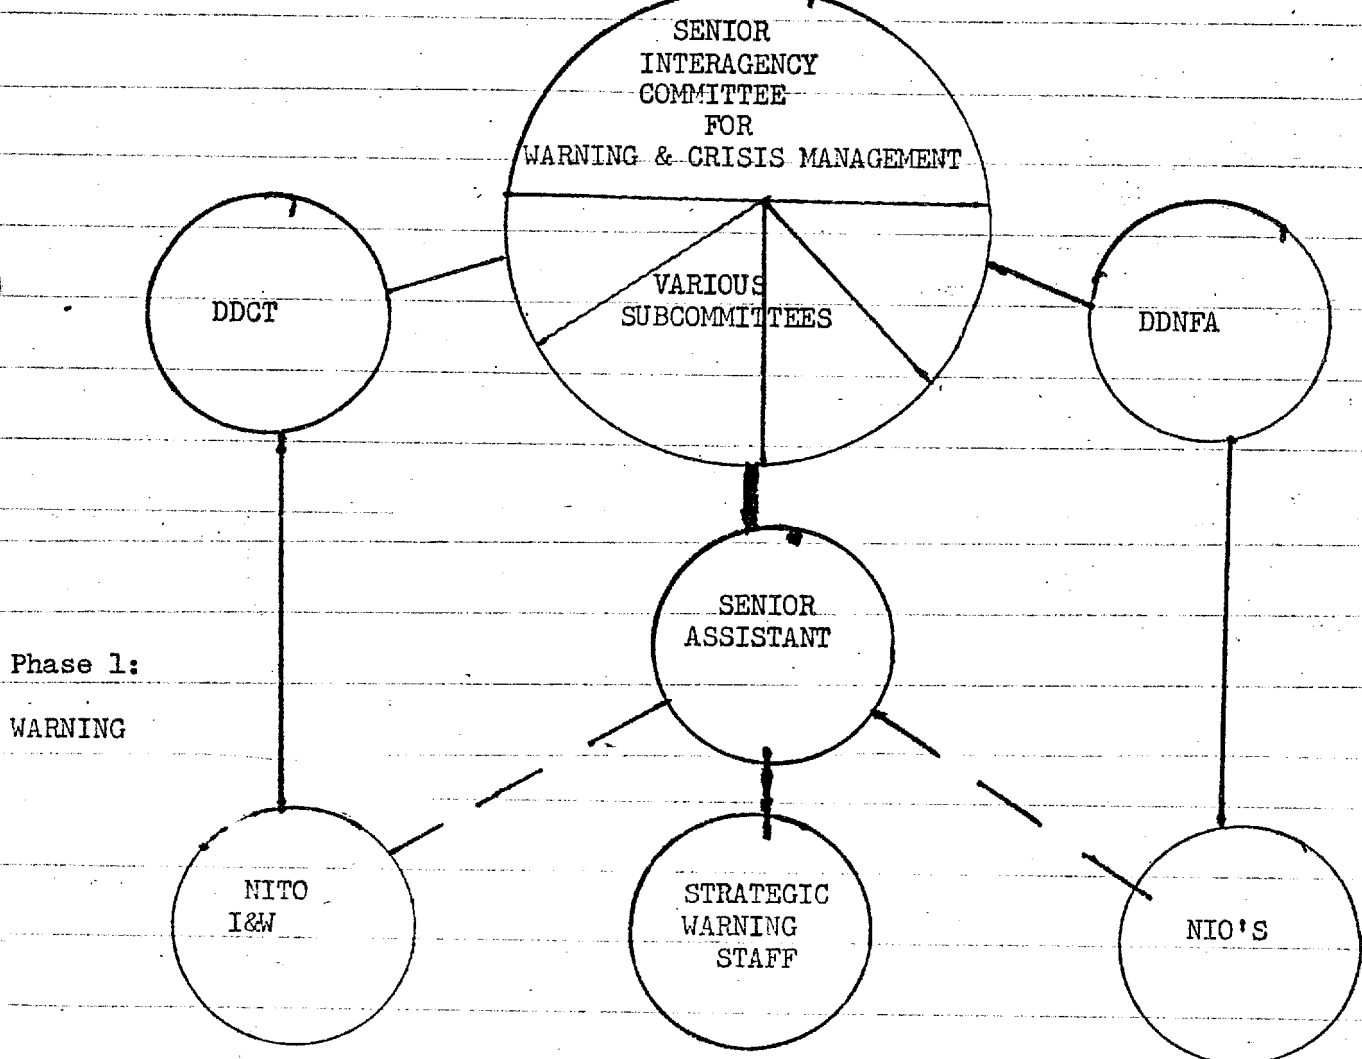 SENIOR
INTERAGENCY
COMMITTEE
FOR
WARNING & CRISIS MANAGEMENT
DDCT
VARIOUS
SUBCOMMITTEES
DDNFA
SENIOR
ASSISTANT
Phase 1:
WARNING
NITO
I&W
STRATEGIC
WARNING
STAFF
NIO'S